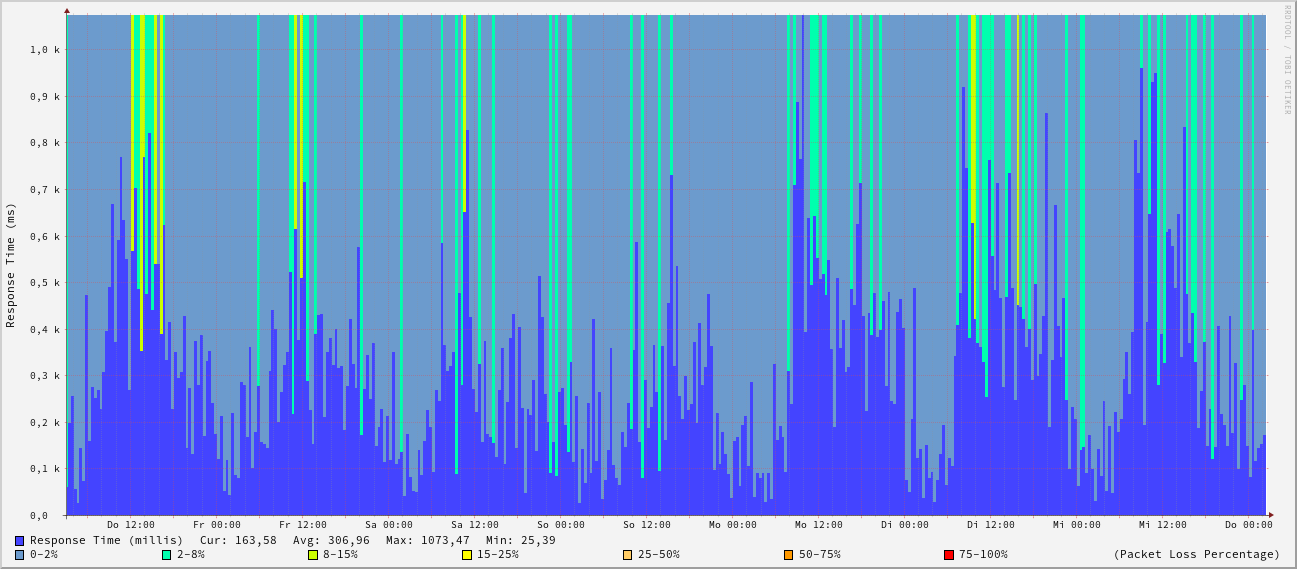 RRDTOOL / TOBI OETIKER
Response Time (ms)
1,0 k
0,9 k
0,8 k
0,7 k
0,6 k
0,5 k
0,4 k
0,3 k
0,2 k
0,1 k
0,0
Do 12:00 Fr 00:00 Fr 12:00 Sa 00:00 Sa 12:00 So 00:00 So 12:00 Mo 00:00 Mo 12:00 Di 00:00 Di 12:00 Mi 00:00 Mi 12:00 Do 00:00
Response Time (millis) Cur: 163,58 Avg: 306,96 Max: 1073,47 Min: 25,39
0-2% 2-8% 8-15% 15-25% 25-50% 50-75% 75-100% (Packet Loss Percentage)